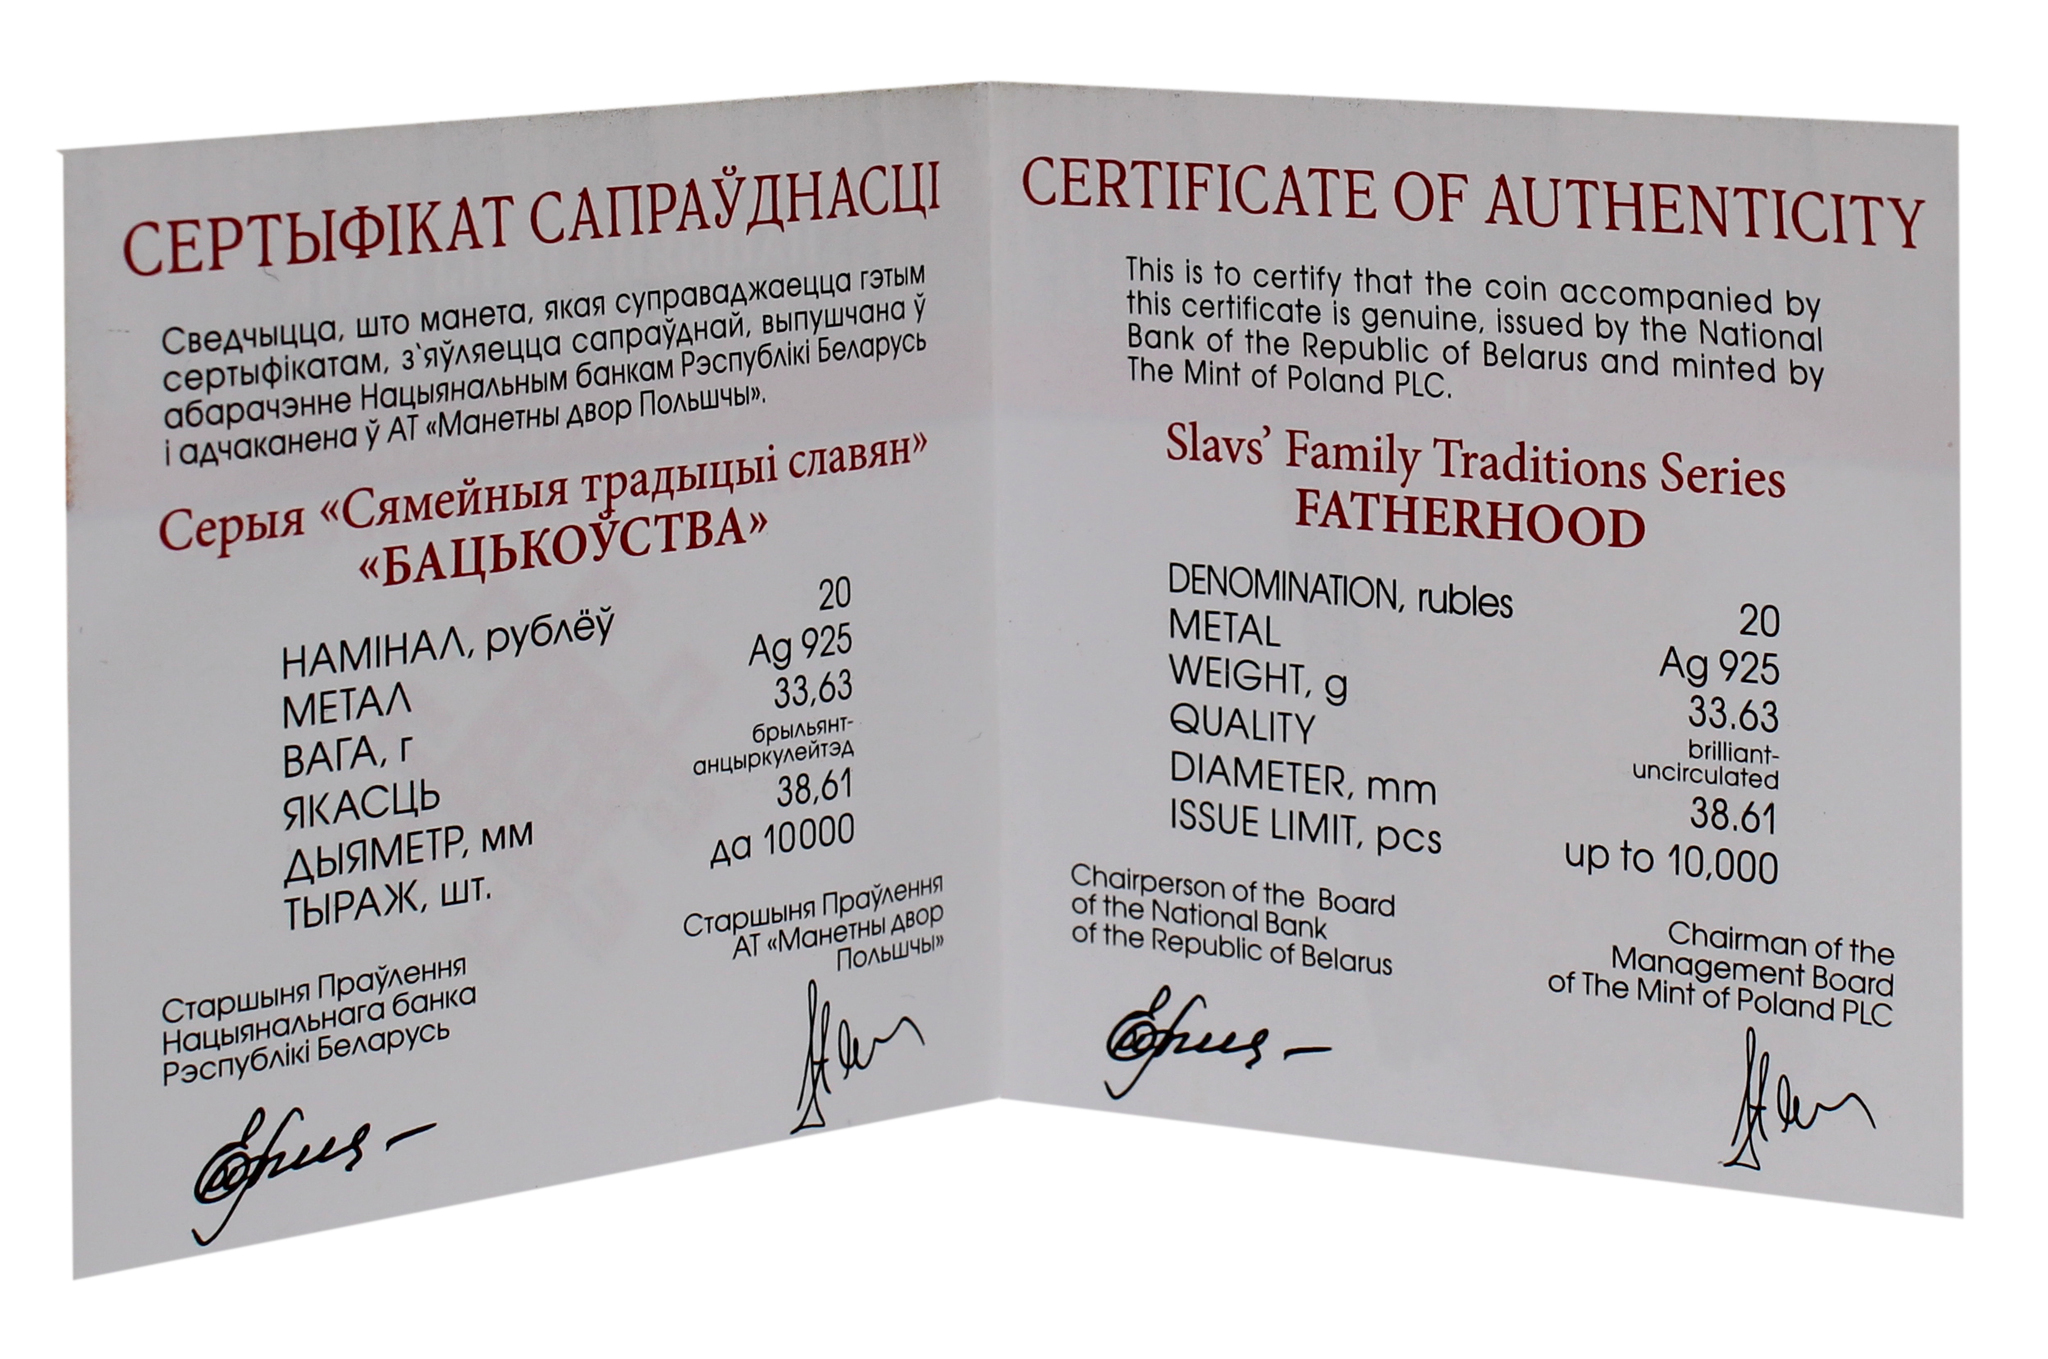 СЕРТЫФІКАТ САПРАЎДНАСЦІ
Сведчыцца, што манета, якая суправаджаецца гэтым
сертыфікатам, з`яўляецца сапраўднай, выпушчана ў
абарачэнне Нацыянальным банкам Рэспублікі Беларусь
і адчаканена ў АТ «Манетны двор Польшчы».
Серыя «Сямейныя традыцыі славян»
«БАЦЬКОЎСТВА»
НАМІНАЛ, рублёў 20
МЕТАЛ Ag 925
ВАГА, г 33,63
ЯКАСЦЬ брыльянт-
анцыркулейтэд
ДЫЯМЕТР, мм 38,61
ТЫРАЖ, шт. да 10000
Старшыня Праўлення
Нацыянальнага банка
Рэспублікі Беларусь
Старшыня Праўлення
АТ «Манетны двор
Польшчы»
CERTIFICATE OF AUTHENTICITY
This is to certify that the coin accompanied by
this certificate is genuine, issued by the National
Bank of the Republic of Belarus and minted by
The Mint of Poland PLC.
Slavs’ Family Traditions Series
FATHERHOOD
DENOMINATION, rubles 20
METAL Ag 925
WEIGHT, g 33.63
QUALITY brilliant-
uncirculated
DIAMETER, mm 38.61
ISSUE LIMIT, pcs up to 10,000
Chairperson of the Board
of the National Bank
of the Republic of Belarus
Chairman of the
Management Board
of The Mint of Poland PLC